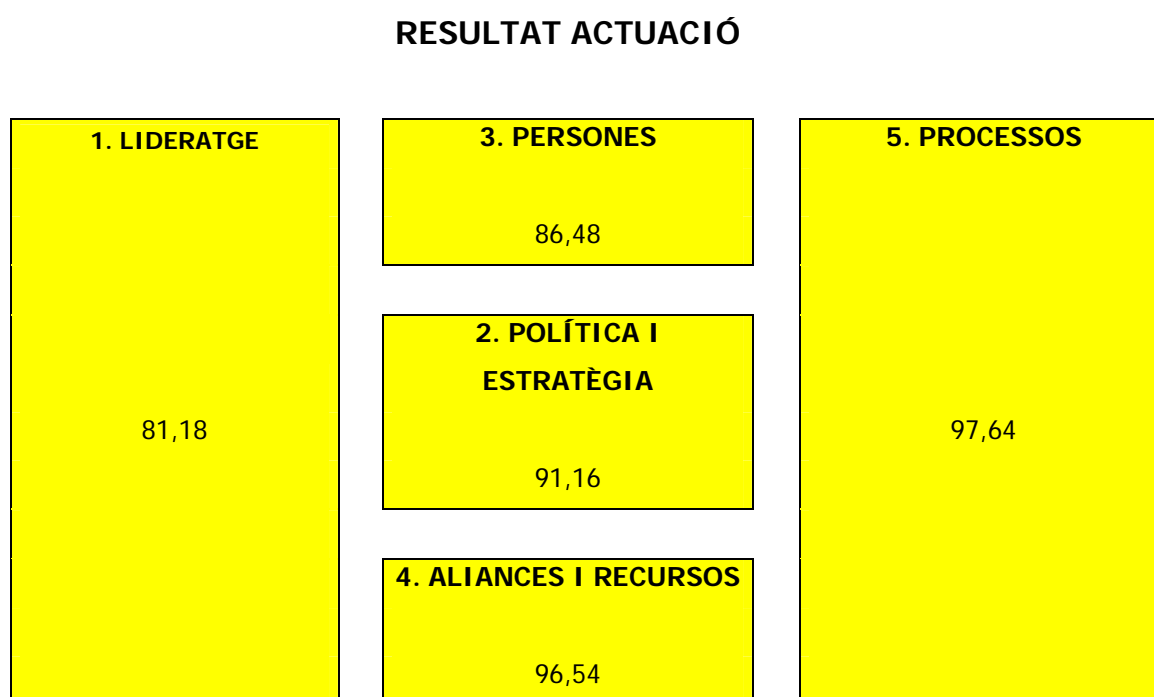 RESULTAT ACTUACIÓ
1. LIDERATGE
81,18
3. PERSONES
86,48
2. POLÍTICA I
ESTRATÈGIA
91,16
4. ALIANCES I RECURSOS
96,54
5. PROCESSOS
97,64